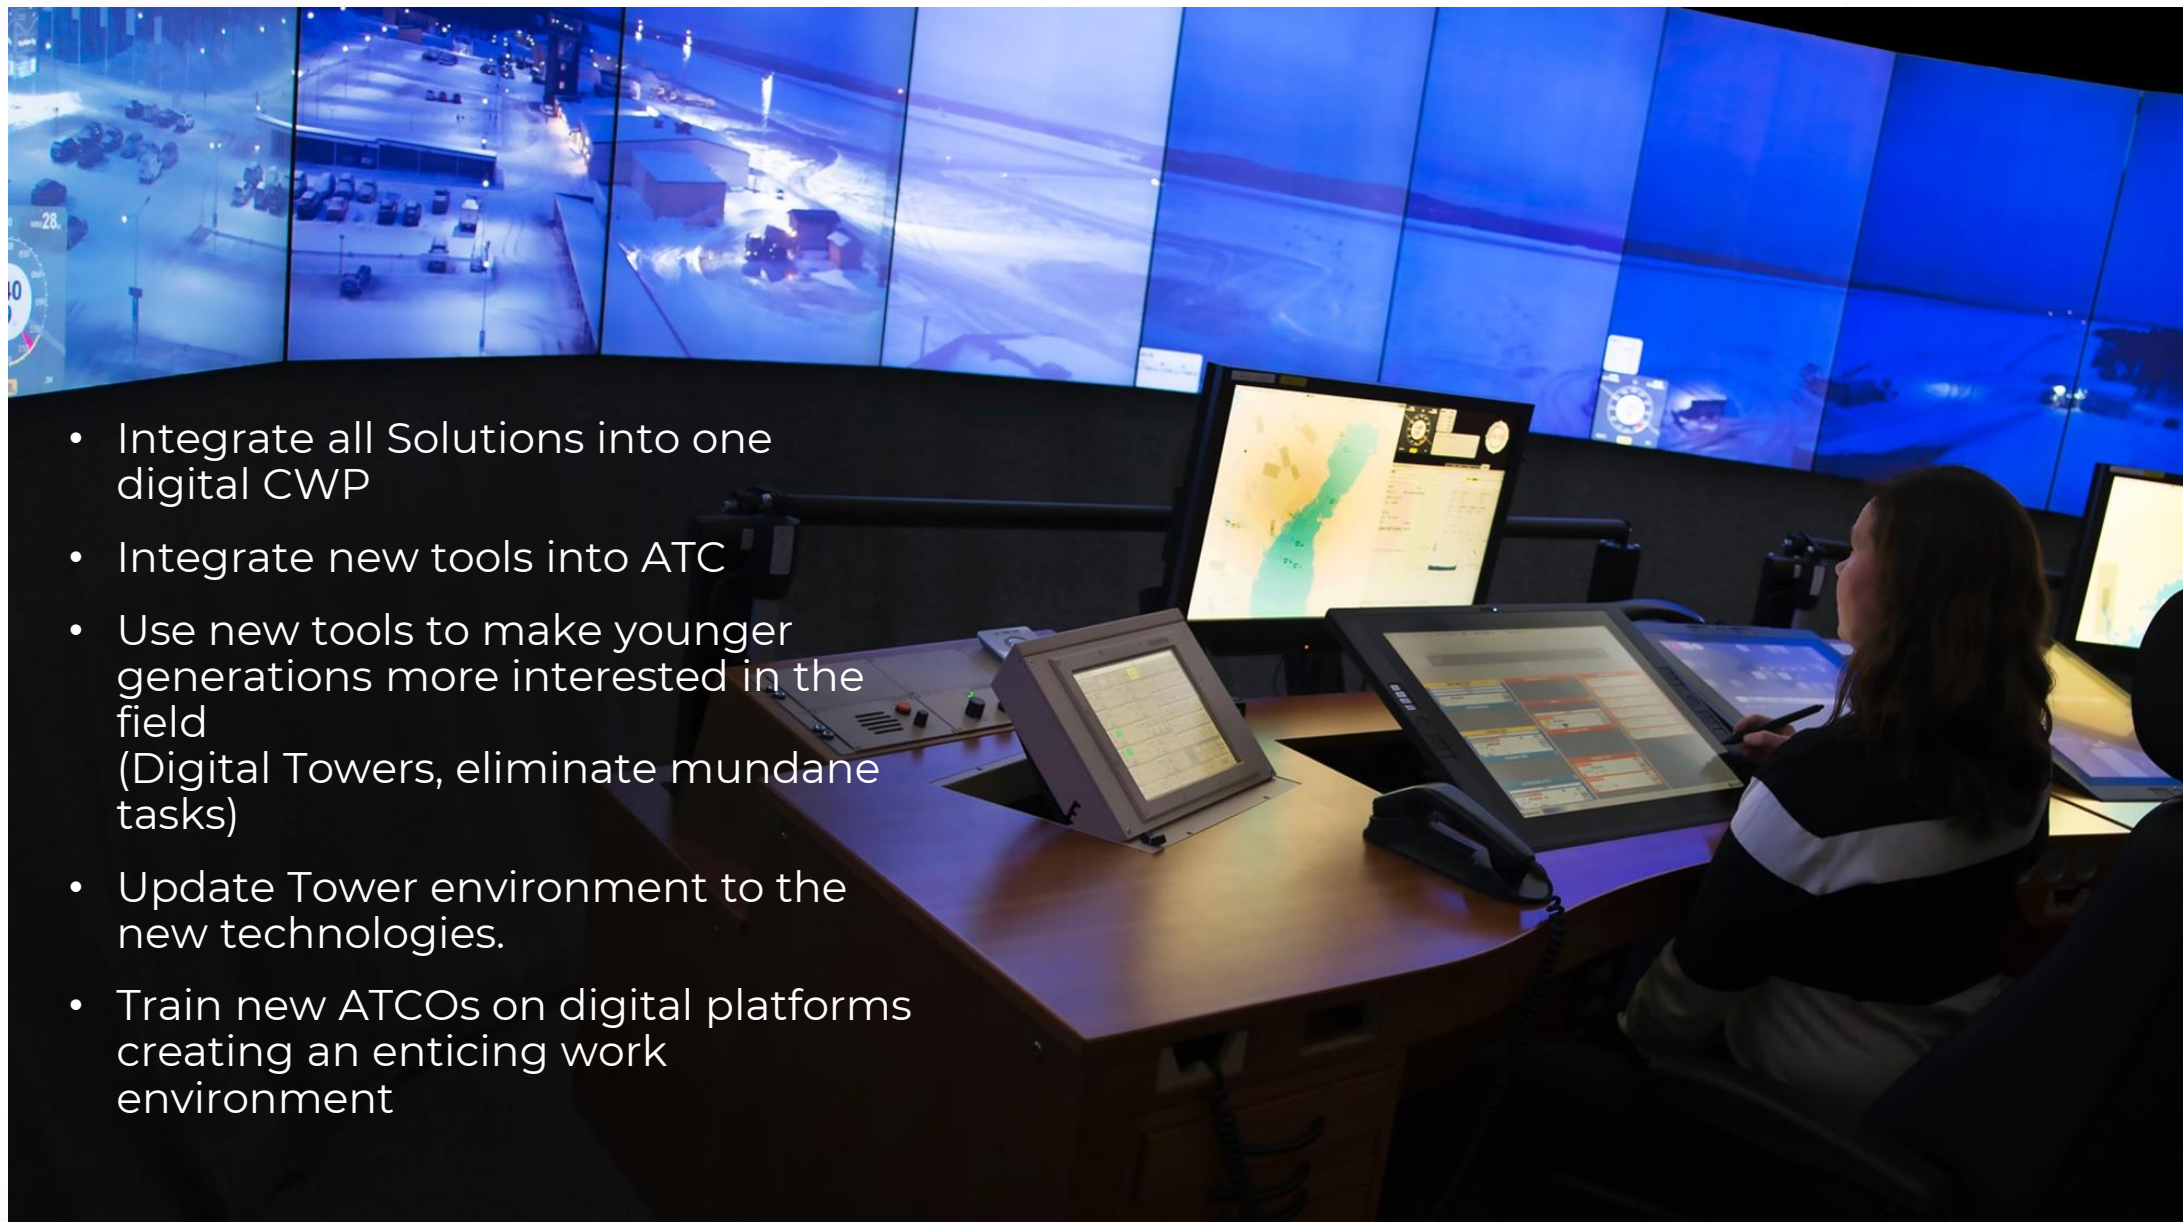 28
40
• Integrate all Solutions into one
digital CWP
• Integrate new tools into ATC
• Use new tools to make younger
generations more interested in the
field
(Digital Towers, eliminate mundane
tasks)
• Update Tower environment to the
new technologies.
• Train new ATCOs on digital platforms
creating an enticing work
environment